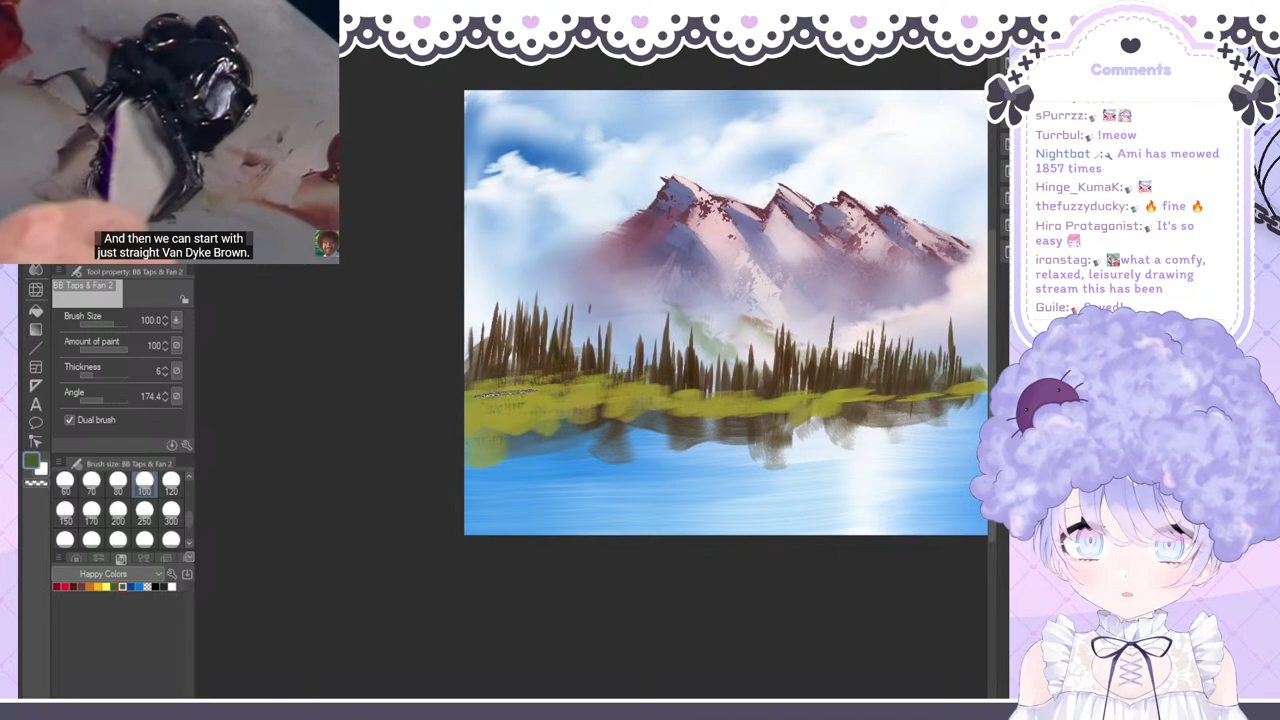 And then we can start with
just straight Van Dyke Brown.
Tool property: BB Taps & Fan 2
BB Taps & Fan 2
Brush Size 100.0
Amount of paint 100
Thickness 6
Angle 174.4
Dual brush
Brush size: BB Taps & Fan 2
60 70 80 100 120
150 170 200 250 300
Happy Colors
Comments
sPurrzz:
Turrbul: !meow
Nightbot : Ami has meowed
1857 times
Hinge_KumaK:
thefuzzyducky: 🔥 fine 🔥
Hiro Protagonist: It's so
easy
ironstag: what a comfy,
relaxed, leisurely drawing
stream this has been
Guile: